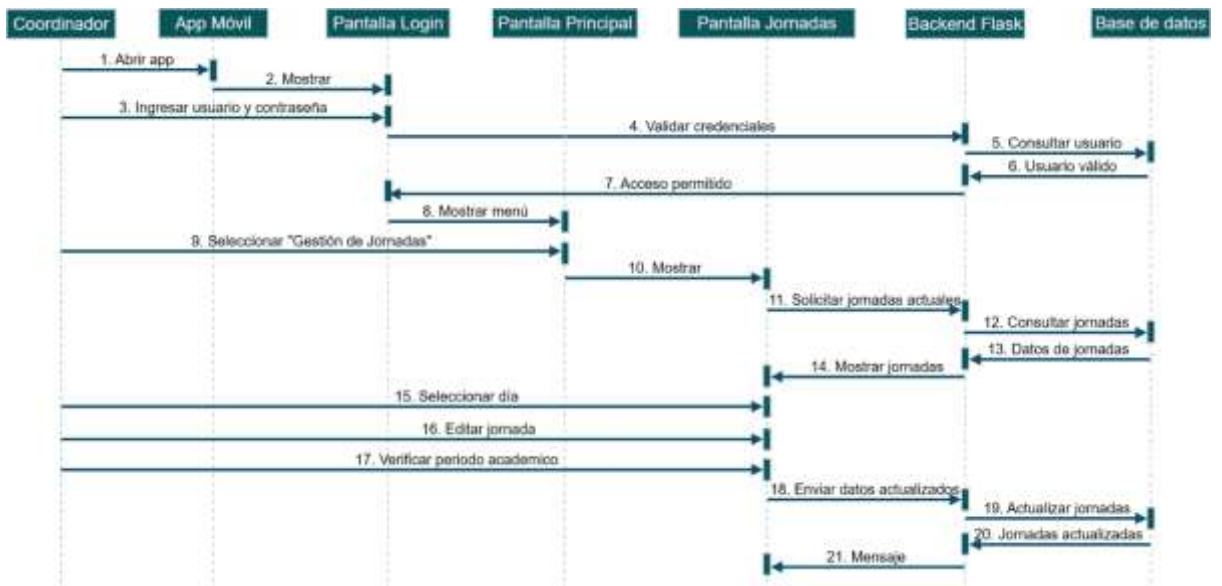 Coordinador App Móvil Pantalla Login Pantalla Principal Pantalla Jornadas Backend Flask Base de datos
1. Abrir app
2. Mostrar
3. Ingresar usuario y contraseña
4. Validar credenciales
5. Consultar usuario
6. Usuario válido
7. Acceso permitido
8. Mostrar menú
9. Seleccionar "Gestión de Jornadas"
10. Mostrar
11. Solicitar jornadas actuales
12. Consultar jornadas
13. Datos de jornadas
14. Mostrar jornadas
15. Seleccionar día
16. Editar jornada
17. Verificar periodo academico
18. Enviar datos actualizados
19. Actualizar jornadas
20. Jornadas actualizadas
21. Mensaje